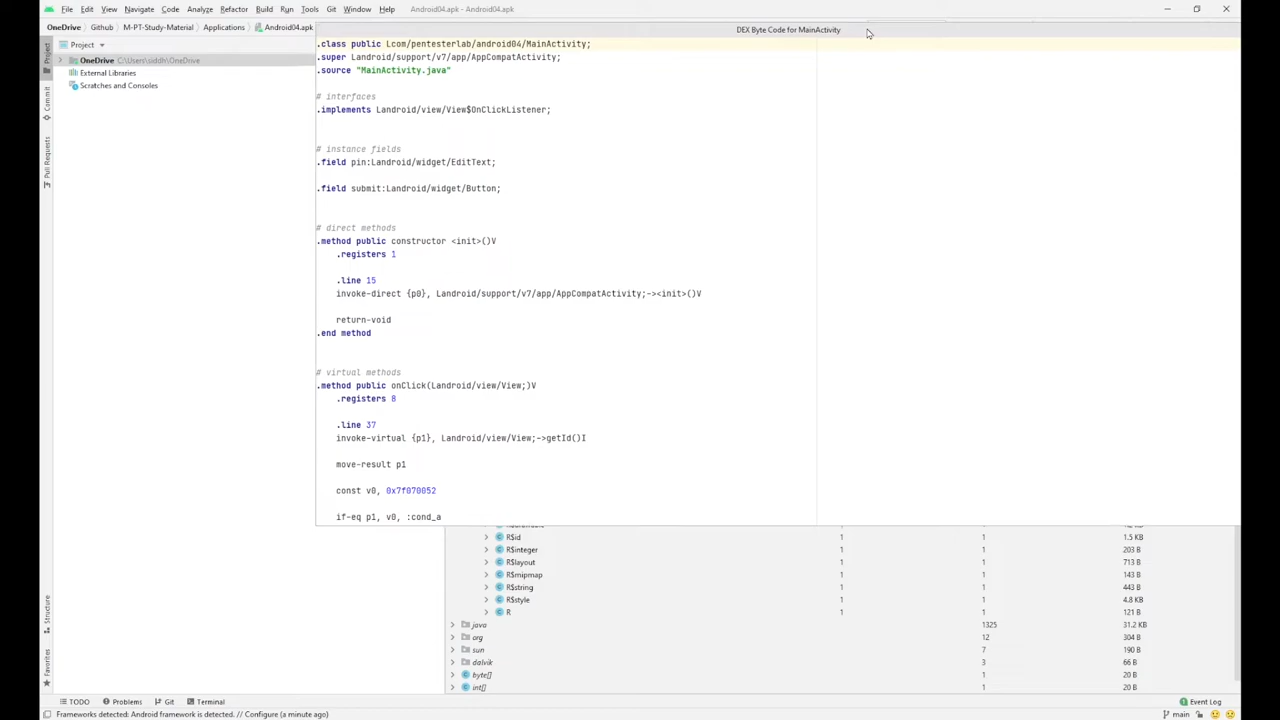 File Edit View Navigate Code Analyze Refactor Build Run Tools Git Window Help Android04.apk - Android04.apk
OneDrive Github M-PT-Study-Material Applications Android04.apk
DEX Byte Code for MainActivity
Project
OneDrive C:\Users\siddh\OneDrive
External Libraries
Scratches and Consoles
Project
Commit
Pull Requests
Structure
Favorites
.class public Lcom/pentesterlab/android04/MainActivity;
.super Landroid/support/v7/app/AppCompatActivity;
.source "MainActivity.java"
# interfaces
.implements Landroid/view/View$OnClickListener;
# instance fields
.field pin:Landroid/widget/EditText;
.field submit:Landroid/widget/Button;
# direct methods
.method public constructor <init>()V
.registers 1
.line 15
invoke-direct {p0}, Landroid/support/v7/app/AppCompatActivity;-><init>()V
return-void
.end method
# virtual methods
.method public onClick(Landroid/view/View;)V
.registers 8
.line 37
invoke-virtual {p1}, Landroid/view/View;->getId()I
move-result p1
const v0, 0x7f070052
if-eq p1, v0, :cond_a
R$id 1 1 1.5 KB
R$integer 1 1 203 B
R$layout 1 1 713 B
R$mipmap 1 1 143 B
R$string 1 1 443 B
R$style 1 1 4.8 KB
R 1 1 121 B
java 1325 31.2 KB
org 12 304 B
sun 7 190 B
dalvik 3 66 B
byte[] 1 20 B
int[] 1 20 B
TODO Problems Git Terminal Event Log
Frameworks detected: Android framework is detected. // Configure (a minute ago) main